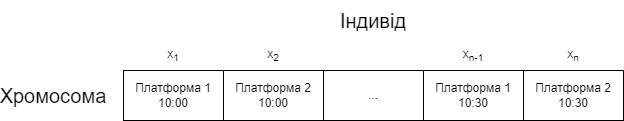 Індивід
x1 x2 xn-1 xn
Хромосома
Платформа 1 Платформа 2 ... Платформа 1 Платформа 2
10:00 10:00 10:30 10:30